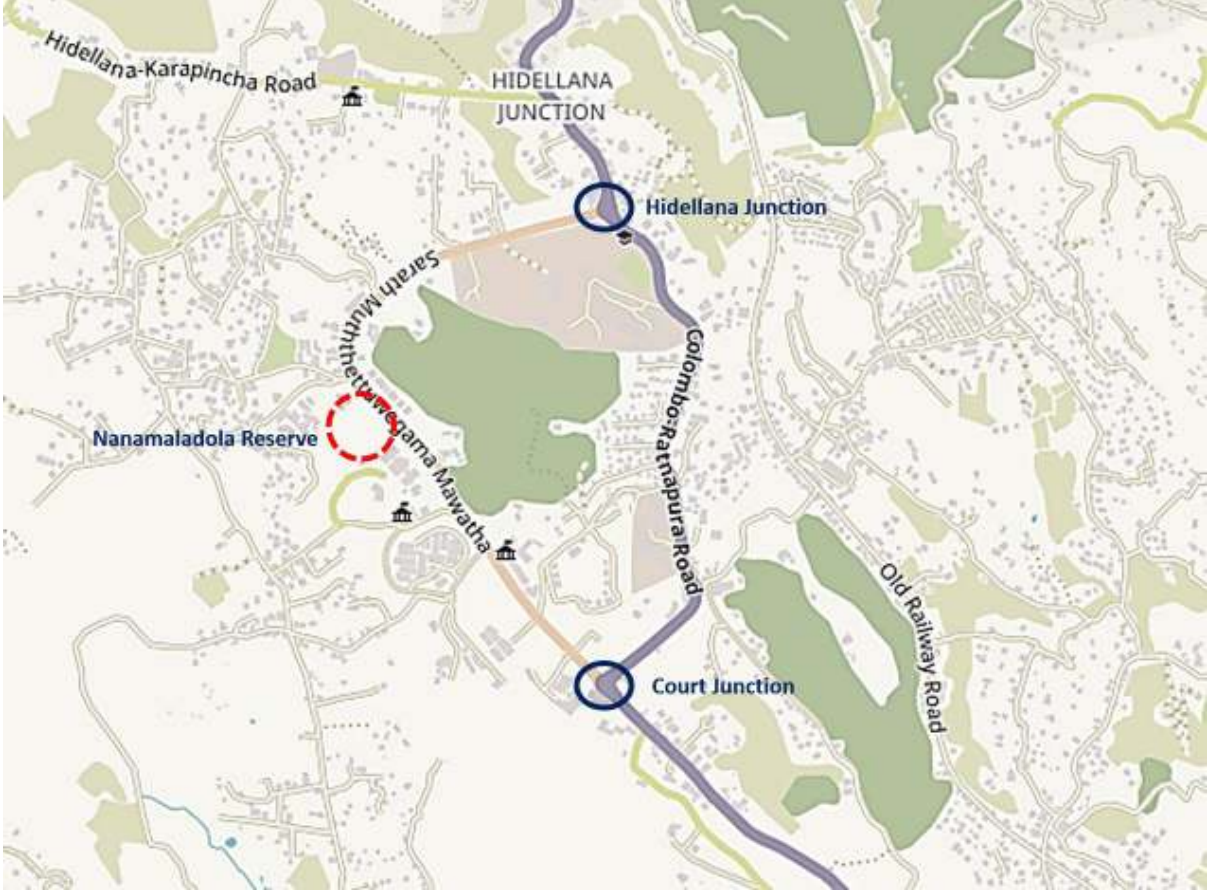 Hidellana-Karapincha Road
HIDELLANA
JUNCTION
Hidellana Junction
Sarath Muththettuwegama Mawatha
Colombo-Ratnapura Road
Nanamaladola Reserve
Old Railway Road
Court Junction